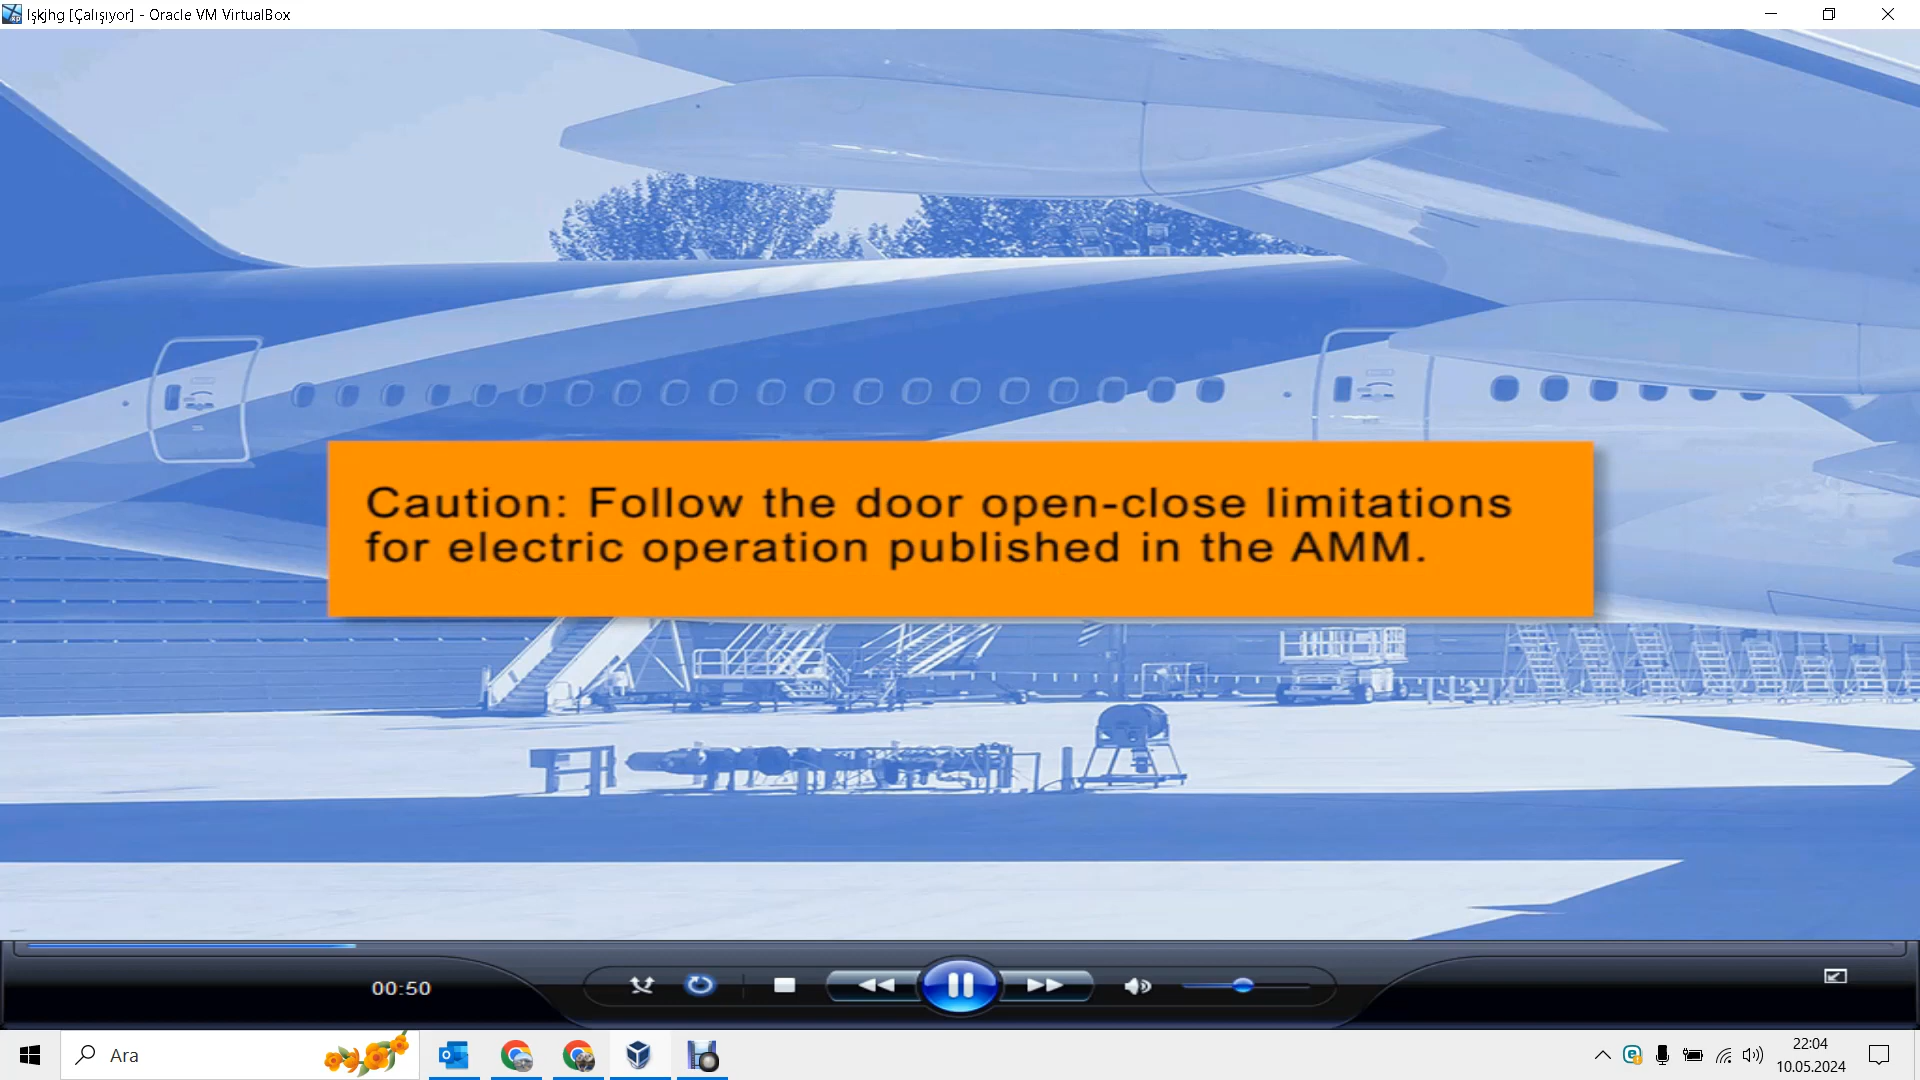 lşkjhg [Çalışıyor] - Oracle VM VirtualBox
Caution: Follow the door open-close limitations
for electric operation published in the AMM.
00:50
Ara
22:04
10.05.2024